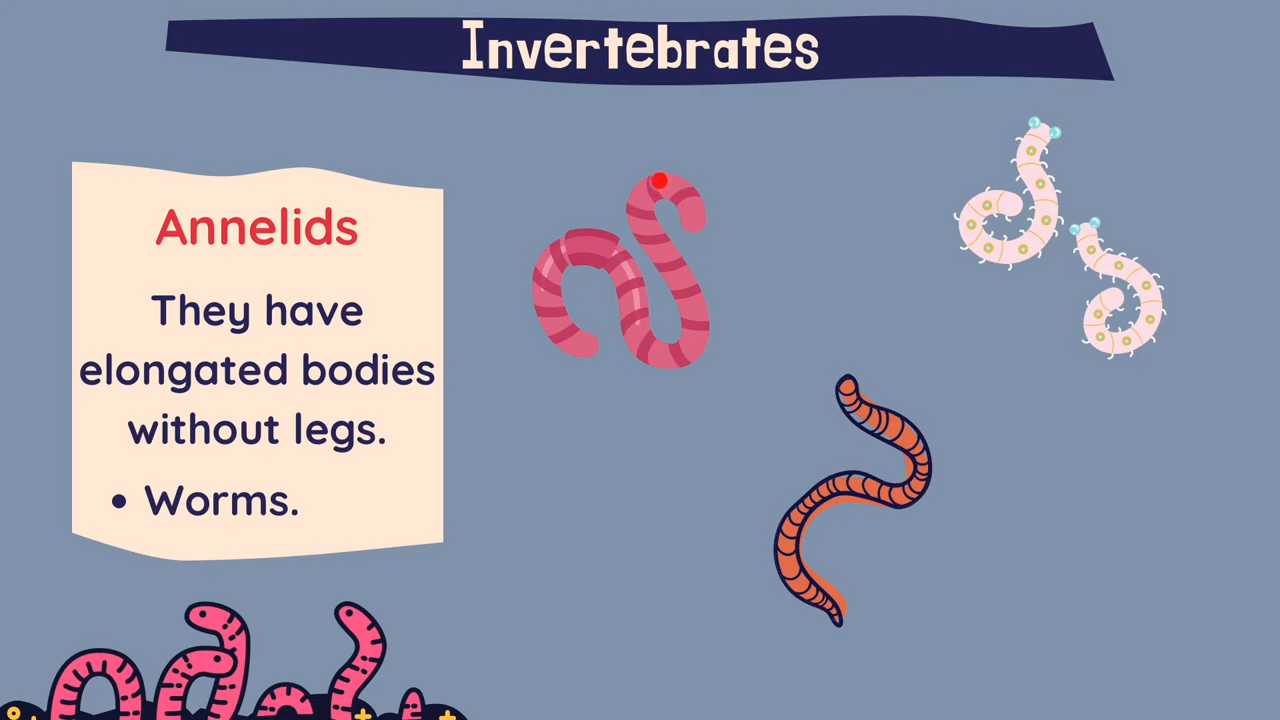 Invertebrates
Annelids
They have
elongated bodies
without legs.
• Worms.